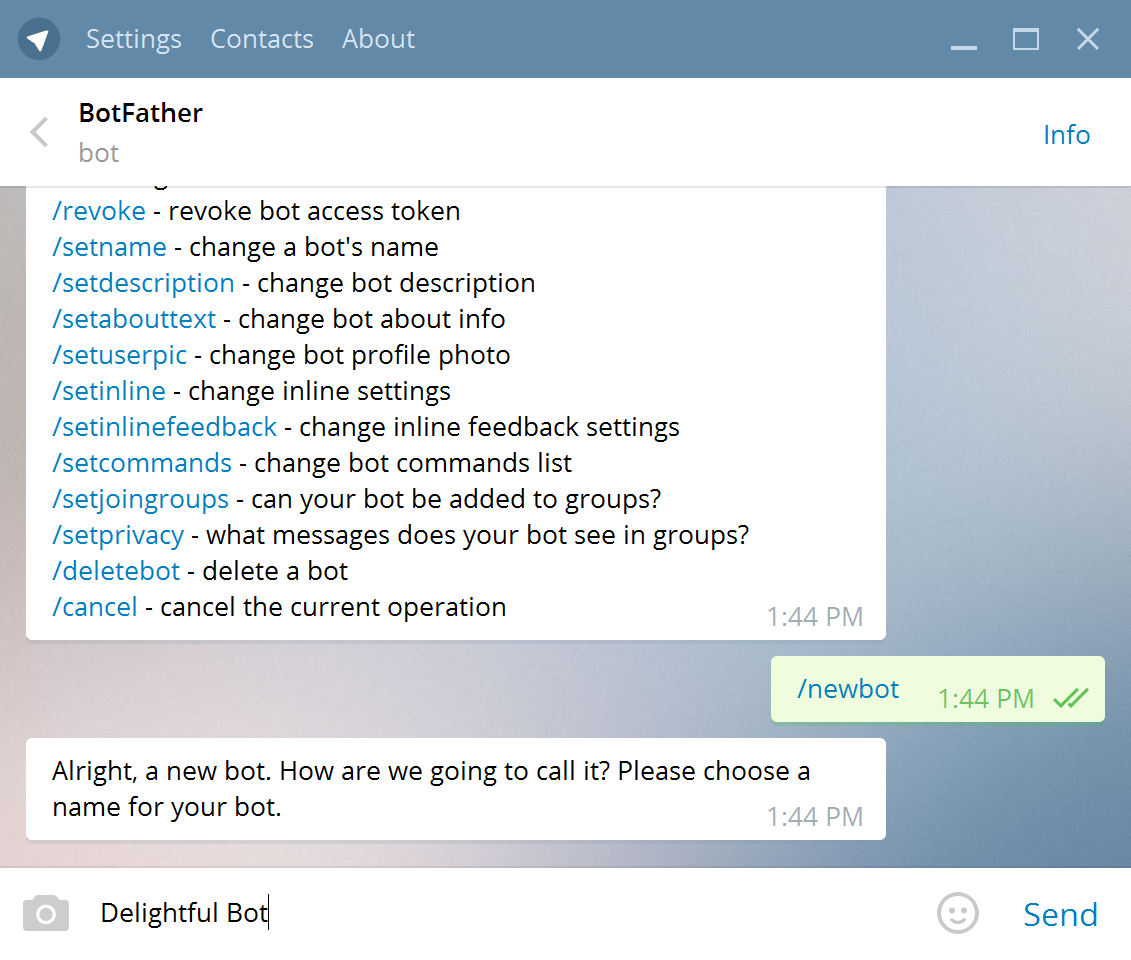 Settings Contacts About
BotFather
bot
Info
/revoke - revoke bot access token
/setname - change a bot's name
/setdescription - change bot description
/setabouttext - change bot about info
/setuserpic - change bot profile photo
/setinline - change inline settings
/setinlinefeedback - change inline feedback settings
/setcommands - change bot commands list
/setjoingroups - can your bot be added to groups?
/setprivacy - what messages does your bot see in groups?
/deletebot - delete a bot
/cancel - cancel the current operation
1:44 PM
/newbot 1:44 PM
Alright, a new bot. How are we going to call it? Please choose a
name for your bot.
1:44 PM
Delightful Bot
Send